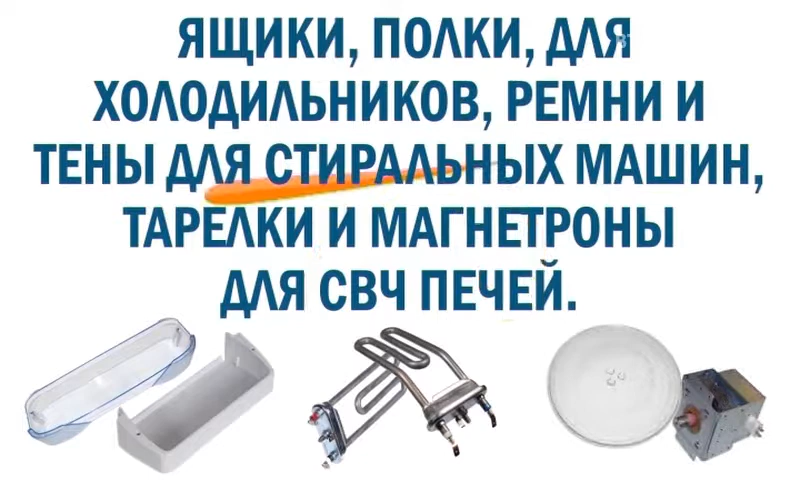 ЯЩИКИ, ПОЛКИ, ДЛЯ
ХОЛОДИЛЬНИКОВ, РЕМНИ И
ТЕНЫ ДЛЯ СТИРАЛЬНЫХ МАШИН,
ТАРЕЛКИ И МАГНЕТРОНЫ
ДЛЯ СВЧ ПЕЧЕЙ.